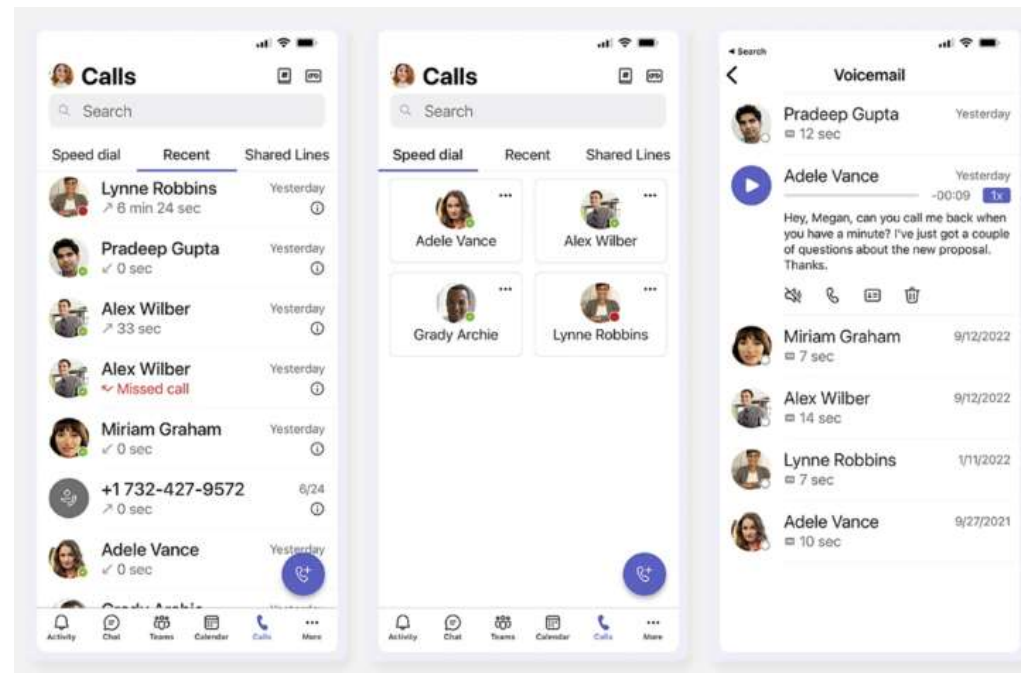 Calls
Search
Speed dial Recent Shared Lines
Lynne Robbins Yesterday
6 min 24 sec
Pradeep Gupta Yesterday
0 sec
Alex Wilber Yesterday
33 sec
Alex Wilber Yesterday
Missed call
Miriam Graham Yesterday
0 sec
+1 732-427-9572 6/24
0 sec
Adele Vance Yesterday
0 sec
Activity Chat Teams Calendar Calls More
Calls
Search
Speed dial Recent Shared Lines
Adele Vance Alex Wilber
Grady Archie Lynne Robbins
Activity Chat Teams Calendar Calls More
Search
Voicemail
Pradeep Gupta Yesterday
12 sec
Adele Vance Yesterday
-00:09 1x
Hey, Megan, can you call me back when
you have a minute? I've just got a couple
of questions about the new proposal.
Thanks.
Miriam Graham 9/12/2022
7 sec
Alex Wilber 9/12/2022
14 sec
Lynne Robbins 1/11/2022
7 sec
Adele Vance 9/27/2021
10 sec